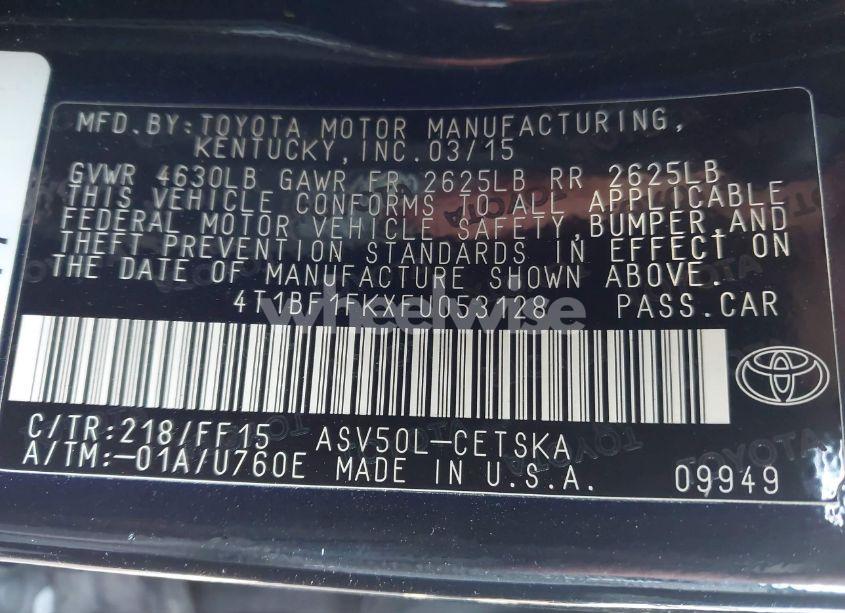 MFD.BY:TOYOTA MOTOR MANUFACTURING,
KENTUCKY,INC.03/15
GVWR 4630LB GAWR FR 2625LB RR 2625LB
THIS VEHICLE CONFORMS TO ALL APPLICABLE
FEDERAL MOTOR VEHICLE SAFETY,BUMPER,AND
THEFT PREVENTION STANDARDS IN EFFECT ON
THE DATE OF MANUFACTURE SHOWN ABOVE.
4T1BF1FKXFU053128 PASS.CAR
wheelwise
C/TR:218/FF15 ASV50L-CETSKA
A/TM:-01A/U760E MADE IN U.S.A. 09949
TOYOTA